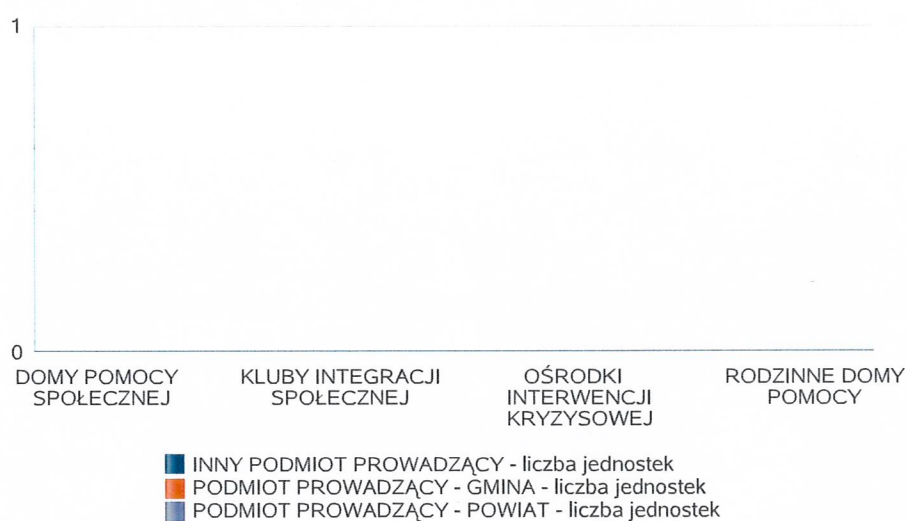 1
0
DOMY POMOCY SPOŁECZNEJ
KLUBY INTEGRACJI SPOŁECZNEJ
OŚRODKI INTERWENCJI KRYZYSOWEJ
RODZINNE DOMY POMOCY
INNY PODMIOT PROWADZĄCY - liczba jednostek
PODMIOT PROWADZĄCY - GMINA - liczba jednostek
PODMIOT PROWADZĄCY - POWIAT - liczba jednostek